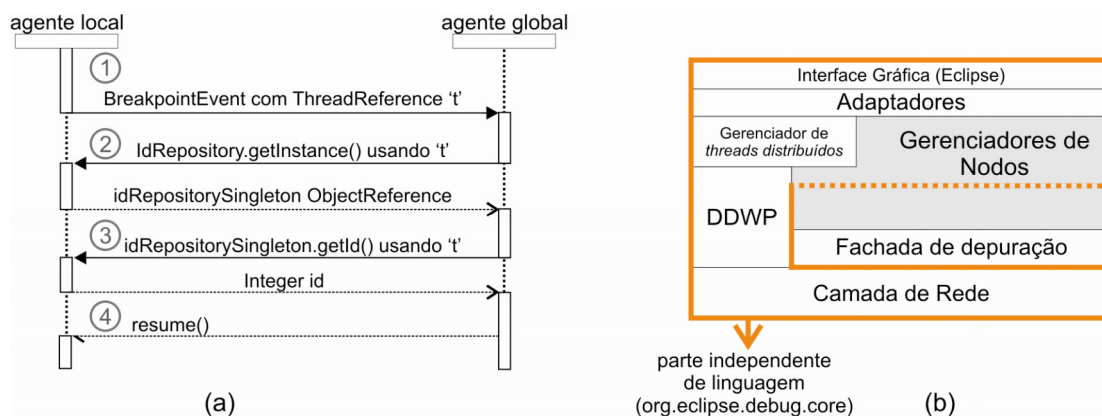 agente local
agente global
1
BreakpointEvent com ThreadReference ‘t’
2
IdRepository.getInstance() usando ‘t’
idRepositorySingleton ObjectReference
3
idRepositorySingleton.getId() usando ‘t’
Integer id
4
resume()
(a)
Interface Gráfica (Eclipse)
Adaptadores
Gerenciador de
threads distribuídos
Gerenciadores de
Nodos
DDWP
Fachada de depuração
Camada de Rede
parte independente
de linguagem
(org.eclipse.debug.core)
(b)